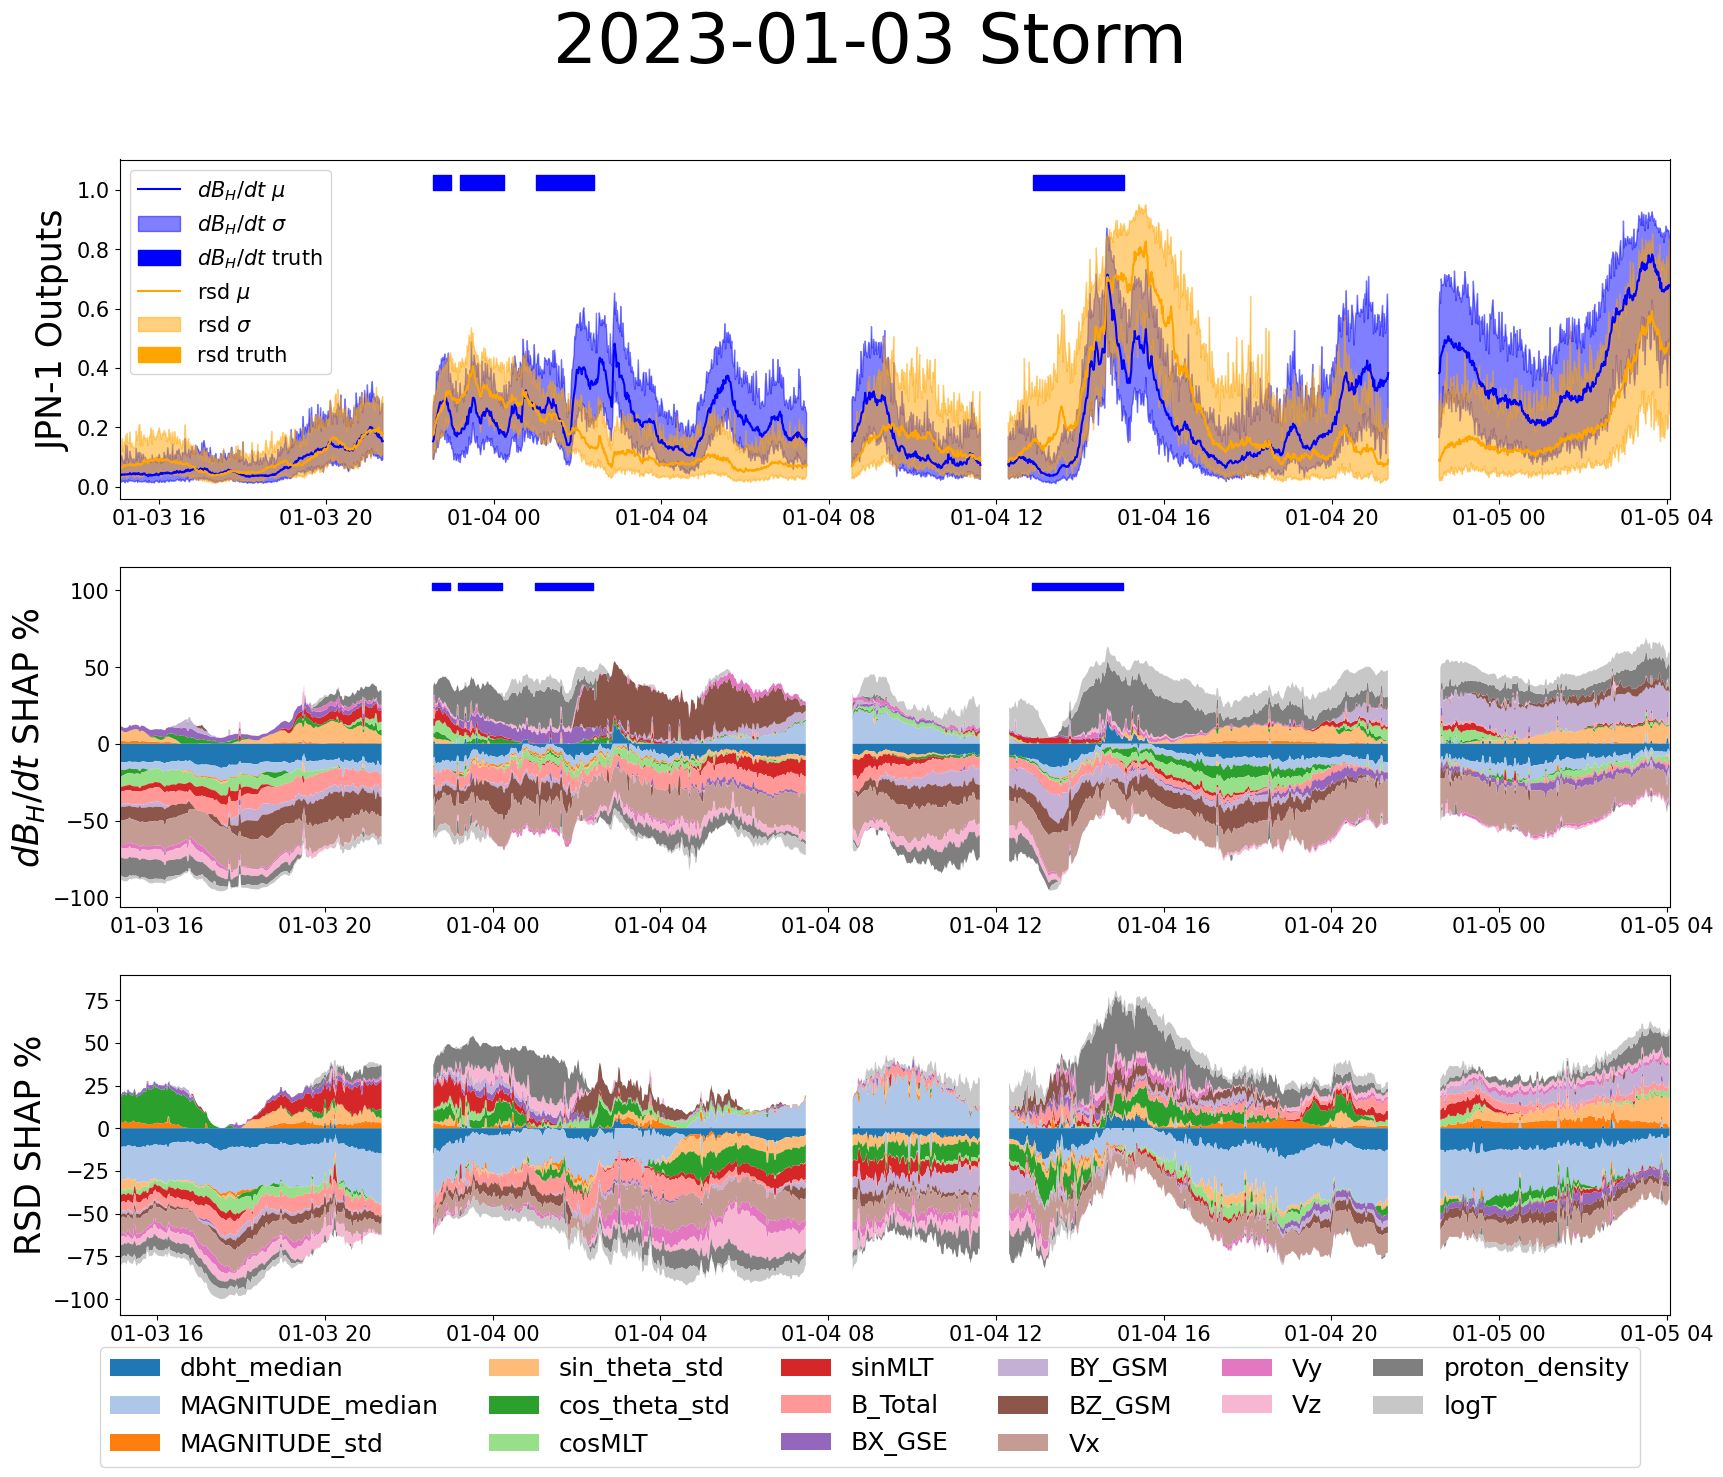 2023-01-03 Storm
JPN-1 Outputs
1.0
0.8
0.6
0.4
0.2
0.0
dB_H/dt μ
dB_H/dt σ
dB_H/dt truth
rsd μ
rsd σ
rsd truth
01-03 16 01-03 20 01-04 00 01-04 04 01-04 08 01-04 12 01-04 16 01-04 20 01-05 00 01-05 04
dB_H/dt SHAP %
100
50
0
−50
−100
01-03 16 01-03 20 01-04 00 01-04 04 01-04 08 01-04 12 01-04 16 01-04 20 01-05 00 01-05 04
RSD SHAP %
75
50
25
0
−25
−50
−75
−100
01-03 16 01-03 20 01-04 00 01-04 04 01-04 08 01-04 12 01-04 16 01-04 20 01-05 00 01-05 04
dbht_median sin_theta_std sinMLT BY_GSM Vy proton_density
MAGNITUDE_median cos_theta_std B_Total BZ_GSM Vz logT
MAGNITUDE_std cosMLT BX_GSE Vx